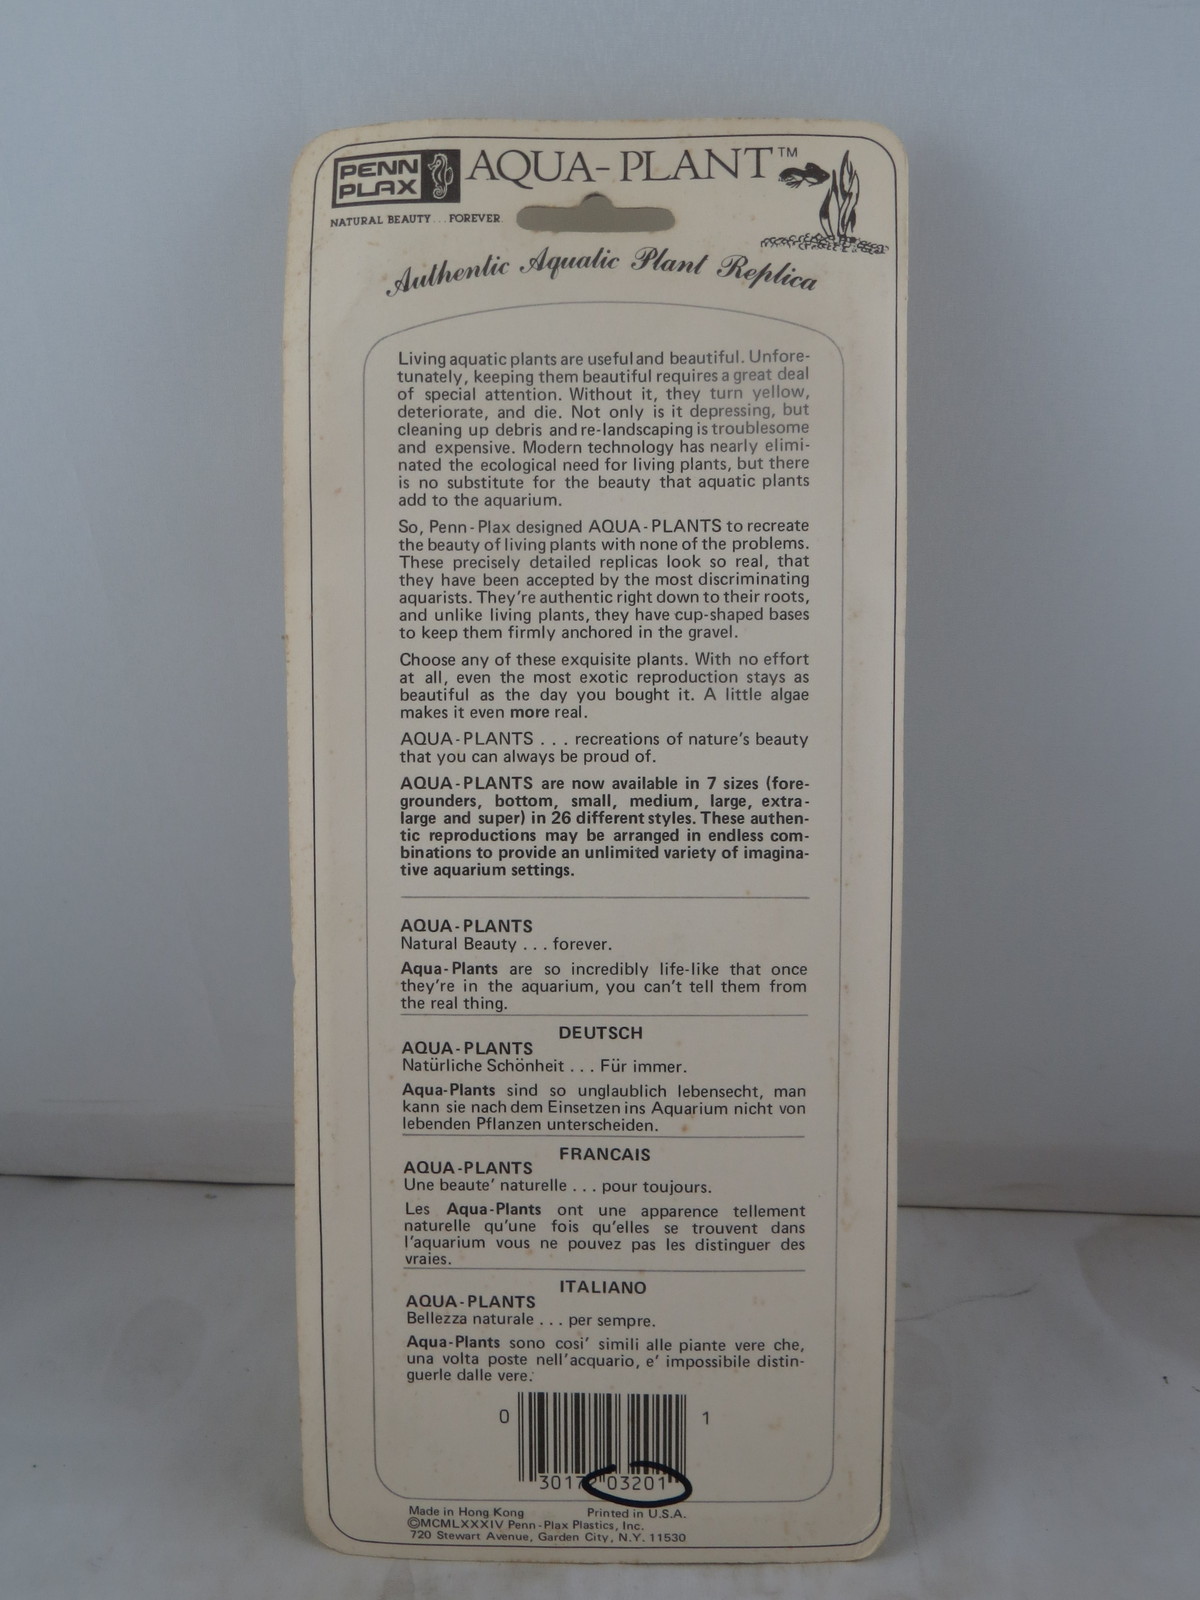 PENN
PLAX
AQUA-PLANT™
NATURAL BEAUTY . . . FOREVER
Authentic Aquatic Plant Replica
Living aquatic plants are useful and beautiful. Unfore-
tunately, keeping them beautiful requires a great deal
of special attention. Without it, they turn yellow,
deteriorate, and die. Not only is it depressing, but
cleaning up debris and re-landscaping is troublesome
and expensive. Modern technology has nearly elimi-
nated the ecological need for living plants, but there
is no substitute for the beauty that aquatic plants
add to the aquarium.
So, Penn-Plax designed AQUA-PLANTS to recreate
the beauty of living plants with none of the problems.
These precisely detailed replicas look so real, that
they have been accepted by the most discriminating
aquarists. They're authentic right down to their roots,
and unlike living plants, they have cup-shaped bases
to keep them firmly anchored in the gravel.
Choose any of these exquisite plants. With no effort
at all, even the most exotic reproduction stays as
beautiful as the day you bought it. A little algae
makes it even more real.
AQUA-PLANTS . . . recreations of nature's beauty
that you can always be proud of.
AQUA-PLANTS are now available in 7 sizes (fore-
grounders, bottom, small, medium, large, extra-
large and super) in 26 different styles. These authen-
tic reproductions may be arranged in endless com-
binations to provide an unlimited variety of imagina-
tive aquarium settings.
AQUA-PLANTS
Natural Beauty . . . forever.
Aqua-Plants are so incredibly life-like that once
they're in the aquarium, you can't tell them from
the real thing.
DEUTSCH
AQUA-PLANTS
Natürliche Schönheit . . . Für immer.
Aqua-Plants sind so unglaublich lebensecht, man
kann sie nach dem Einsetzen ins Aquarium nicht von
lebenden Pflanzen unterscheiden.
FRANCAIS
AQUA-PLANTS
Une beaute' naturelle . . . pour toujours.
Les Aqua-Plants ont une apparence tellement
naturelle qu'une fois qu'elles se trouvent dans
l'aquarium vous ne pouvez pas les distinguer des
vraies.
ITALIANO
AQUA-PLANTS
Bellezza naturale . . . per sempre.
Aqua-Plants sono cosi' simili alle piante vere che,
una volta poste nell'acquario, e' impossibile distin-
guerle dalle vere.
0 1
03201
Made in Hong Kong Printed in U.S.A.
©MCMLXXXIV Penn-Plax Plastics, Inc.
720 Stewart Avenue, Garden City, N.Y. 11530